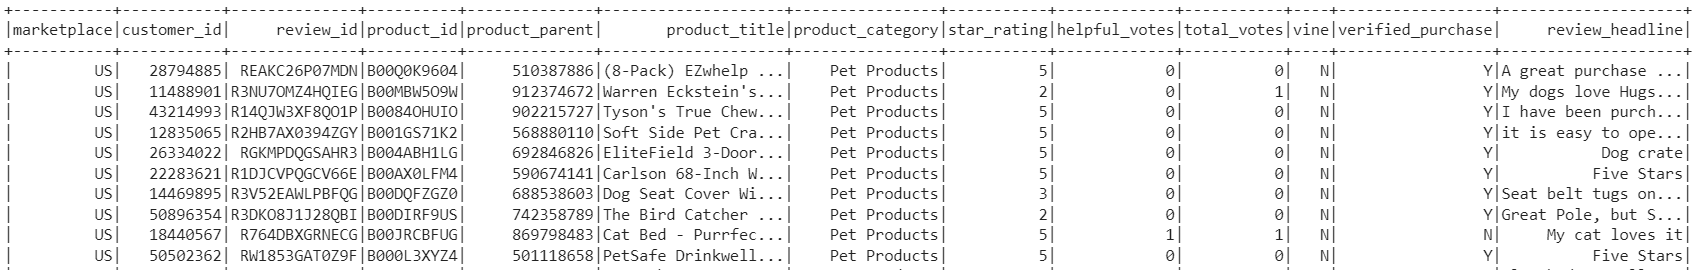 +-----------+-----------+--------------+----------+--------------+--------------------+----------------+-----------+-------------+-----------+----+-----------------+--------------------+
|marketplace|customer_id|     review_id|product_id|product_parent|       product_title|product_category|star_rating|helpful_votes|total_votes|vine|verified_purchase|     review_headline|
+-----------+-----------+--------------+----------+--------------+--------------------+----------------+-----------+-------------+-----------+----+-----------------+--------------------+
|         US|   28794885| REAKC26P07MDN|B00Q0K9604|     510387886|(8-Pack) EZwhelp ...|    Pet Products|          5|            0|          0|   N|                Y|A great purchase ...|
|         US|   11488901|R3NU7OMZ4HQIEG|B00MBW5O9W|     912374672|Warren Eckstein's...|    Pet Products|          2|            0|          1|   N|                Y|My dogs love Hugs...|
|         US|   43214993|R14QJW3XF8QO1P|B0084OHUIO|     902215727|Tyson's True Chew...|    Pet Products|          5|            0|          0|   N|                Y|I have been purch...|
|         US|   12835065|R2HB7AX0394ZGY|B001GS71K2|     568880110|Soft Side Pet Cra...|    Pet Products|          5|            0|          0|   N|                Y|it is easy to ope...|
|         US|   26334022| RGKMPDQGSAHR3|B004ABH1LG|     692846826|EliteField 3-Door...|    Pet Products|          5|            0|          0|   N|                Y|           Dog crate|
|         US|   22283621|R1DJCVPQGCV66E|B00AX0LFM4|     590674141|Carlson 68-Inch W...|    Pet Products|          5|            0|          0|   N|                Y|          Five Stars|
|         US|   14469895|R3V52EAWLPBFQG|B00DQFZGZ0|     688538603|Dog Seat Cover Wi...|    Pet Products|          3|            0|          0|   N|                Y|Seat belt tugs on...|
|         US|   50896354|R3DKO8J1J28QBI|B00DIRF9US|     742358789|The Bird Catcher ...|    Pet Products|          2|            0|          0|   N|                Y|Great Pole, but S...|
|         US|   18440567| R764DBXGRNECG|B00JRCBFUG|     869798483|Cat Bed - Purrfec...|    Pet Products|          5|            1|          1|   N|                N|     My cat loves it|
|         US|   50502362| RW1853GAT0Z9F|B000L3XYZ4|     501118658|PetSafe Drinkwell...|    Pet Products|          5|            0|          0|   N|                Y|          Five Stars|